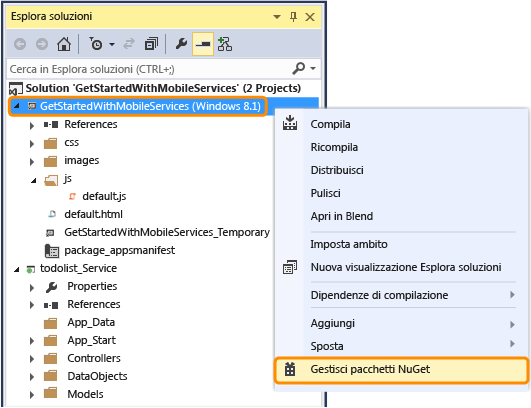 Esplora soluzioni
Cerca in Esplora soluzioni (CTRL+;)
Solution 'GetStartedWithMobileServices' (2 Projects)
GetStartedWithMobileServices (Windows 8.1)
References
css
images
js
default.js
default.html
GetStartedWithMobileServices_Temporary
package_appsmanifest
todolist_Service
Properties
References
App_Data
App_Start
Controllers
DataObjects
Models
Compila
Ricompila
Distribuisci
Pulisci
Apri in Blend
Imposta ambito
Nuova visualizzazione Esplora soluzioni
Dipendenze di compilazione
Aggiungi
Sposta
Gestisci pacchetti NuGet